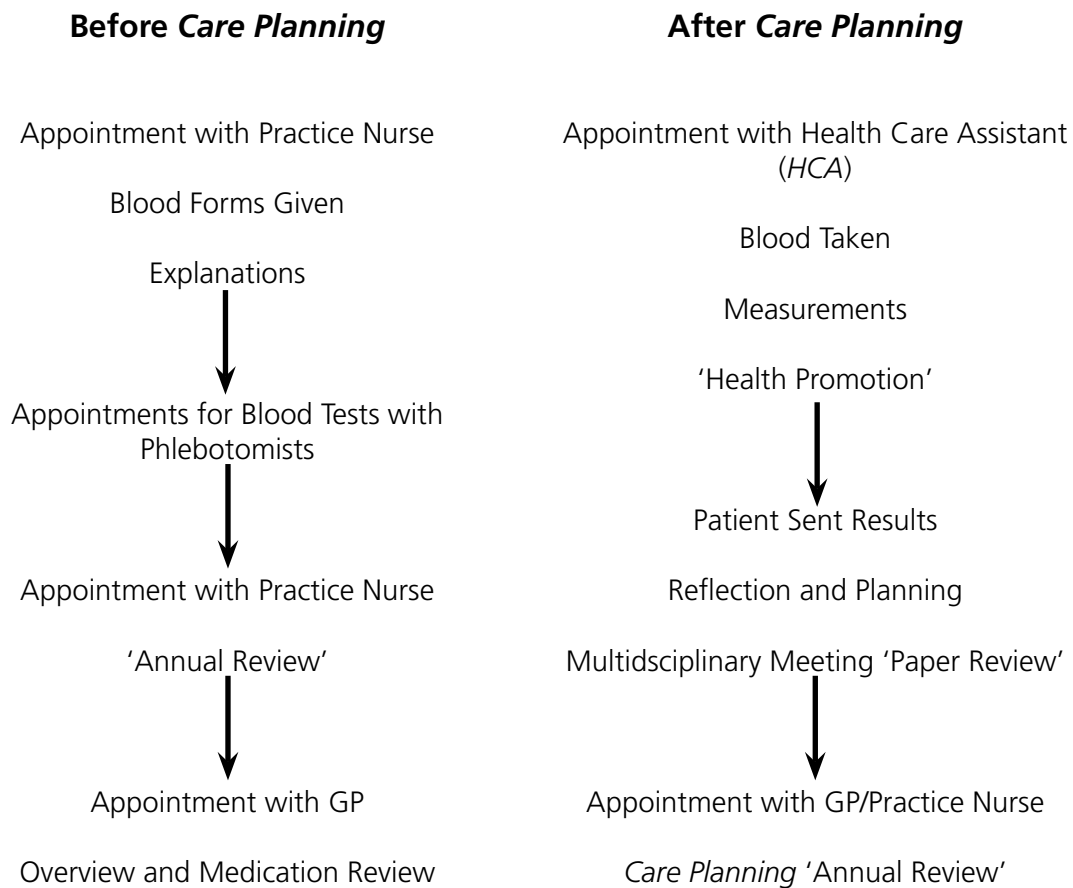 Before Care Planning
Appointment with Practice Nurse
Blood Forms Given
Explanations
Appointments for Blood Tests with
Phlebotomists
Appointment with Practice Nurse
‘Annual Review’
Appointment with GP
Overview and Medication Review
After Care Planning
Appointment with Health Care Assistant
(HCA)
Blood Taken
Measurements
‘Health Promotion’
Patient Sent Results
Reflection and Planning
Multidsciplinary Meeting ‘Paper Review’
Appointment with GP/Practice Nurse
Care Planning ‘Annual Review’